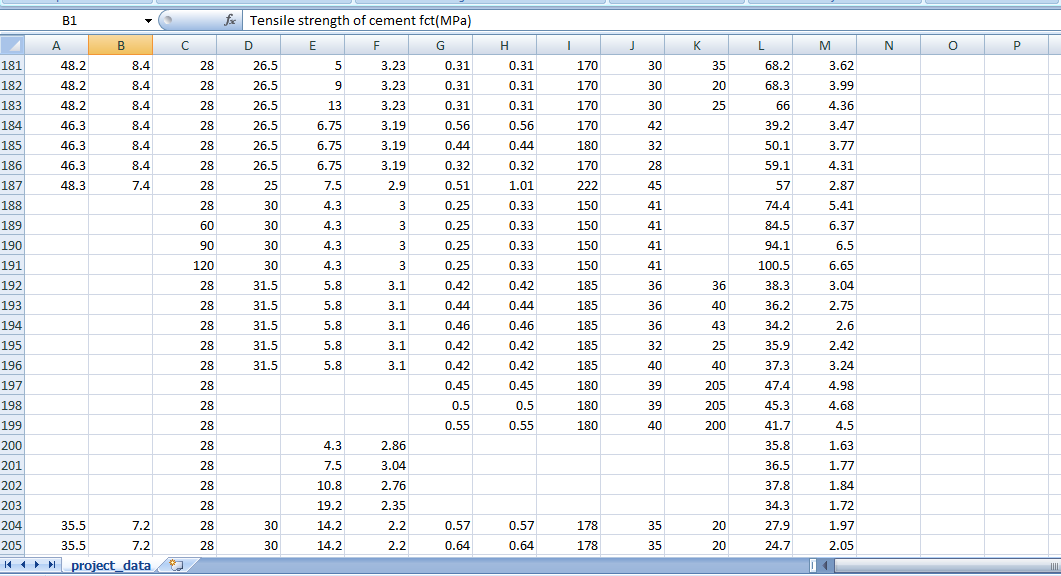 B1 fx Tensile strength of cement fct(MPa)
A B C D E F G H I J K L M N O P
181 48.2 8.4 28 26.5 5 3.23 0.31 0.31 170 30 35 68.2 3.62
182 48.2 8.4 28 26.5 9 3.23 0.31 0.31 170 30 20 68.3 3.99
183 48.2 8.4 28 26.5 13 3.23 0.31 0.31 170 30 25 66 4.36
184 46.3 8.4 28 26.5 6.75 3.19 0.56 0.56 170 42 39.2 3.47
185 46.3 8.4 28 26.5 6.75 3.19 0.44 0.44 180 32 50.1 3.77
186 46.3 8.4 28 26.5 6.75 3.19 0.32 0.32 170 28 59.1 4.31
187 48.3 7.4 28 25 7.5 2.9 0.51 1.01 222 45 57 2.87
188 28 30 4.3 3 0.25 0.33 150 41 74.4 5.41
189 60 30 4.3 3 0.25 0.33 150 41 84.5 6.37
190 90 30 4.3 3 0.25 0.33 150 41 94.1 6.5
191 120 30 4.3 3 0.25 0.33 150 41 100.5 6.65
192 28 31.5 5.8 3.1 0.42 0.42 185 36 36 38.3 3.04
193 28 31.5 5.8 3.1 0.44 0.44 185 36 40 36.2 2.75
194 28 31.5 5.8 3.1 0.46 0.46 185 36 43 34.2 2.6
195 28 31.5 5.8 3.1 0.42 0.42 185 32 25 35.9 2.42
196 28 31.5 5.8 3.1 0.42 0.42 185 40 40 37.3 3.24
197 28 0.45 0.45 180 39 205 47.4 4.98
198 28 0.5 0.5 180 39 205 45.3 4.68
199 28 0.55 0.55 180 40 200 41.7 4.5
200 28 4.3 2.86 35.8 1.63
201 28 7.5 3.04 36.5 1.77
202 28 10.8 2.76 37.8 1.84
203 28 19.2 2.35 34.3 1.72
204 35.5 7.2 28 30 14.2 2.2 0.57 0.57 178 35 20 27.9 1.97
205 35.5 7.2 28 30 14.2 2.2 0.64 0.64 178 35 20 24.7 2.05
project_data